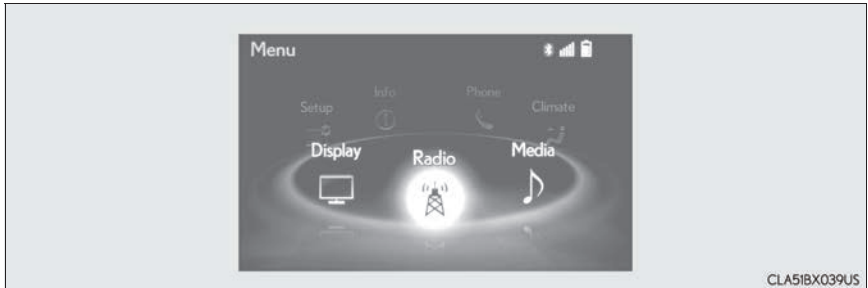 Menu
Info
Phone
Setup
Climate
Display
Radio
Media
CLA51BX039US